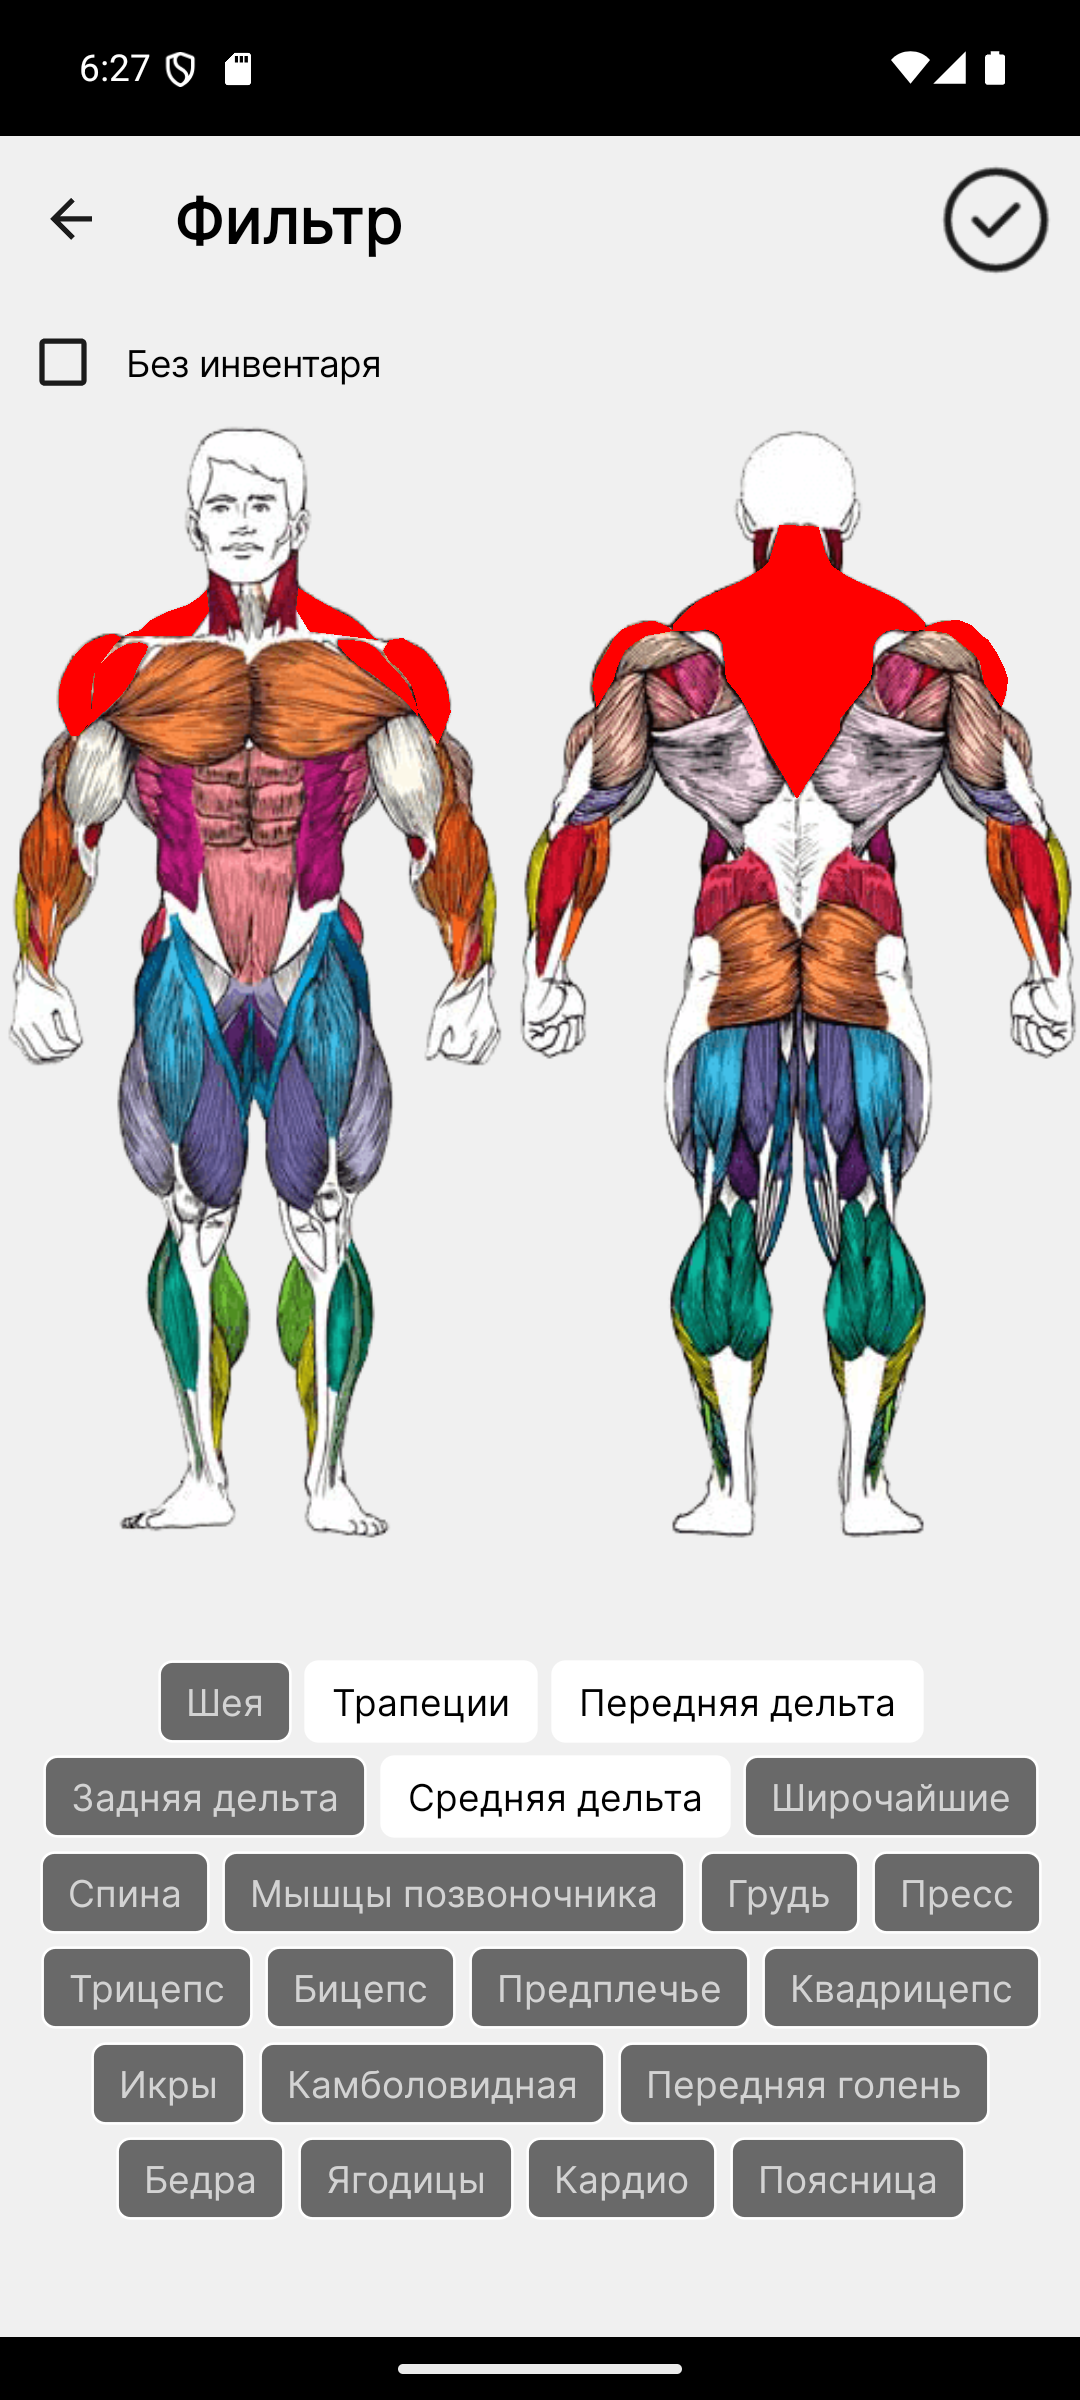 6:27
Фильтр
Без инвентаря
Шея Трапеции Передняя дельта
Задняя дельта Средняя дельта Широчайшие
Спина Мышцы позвоночника Грудь Пресс
Трицепс Бицепс Предплечье Квадрицепс
Икры Камболовидная Передняя голень
Бедра Ягодицы Кардио Поясница